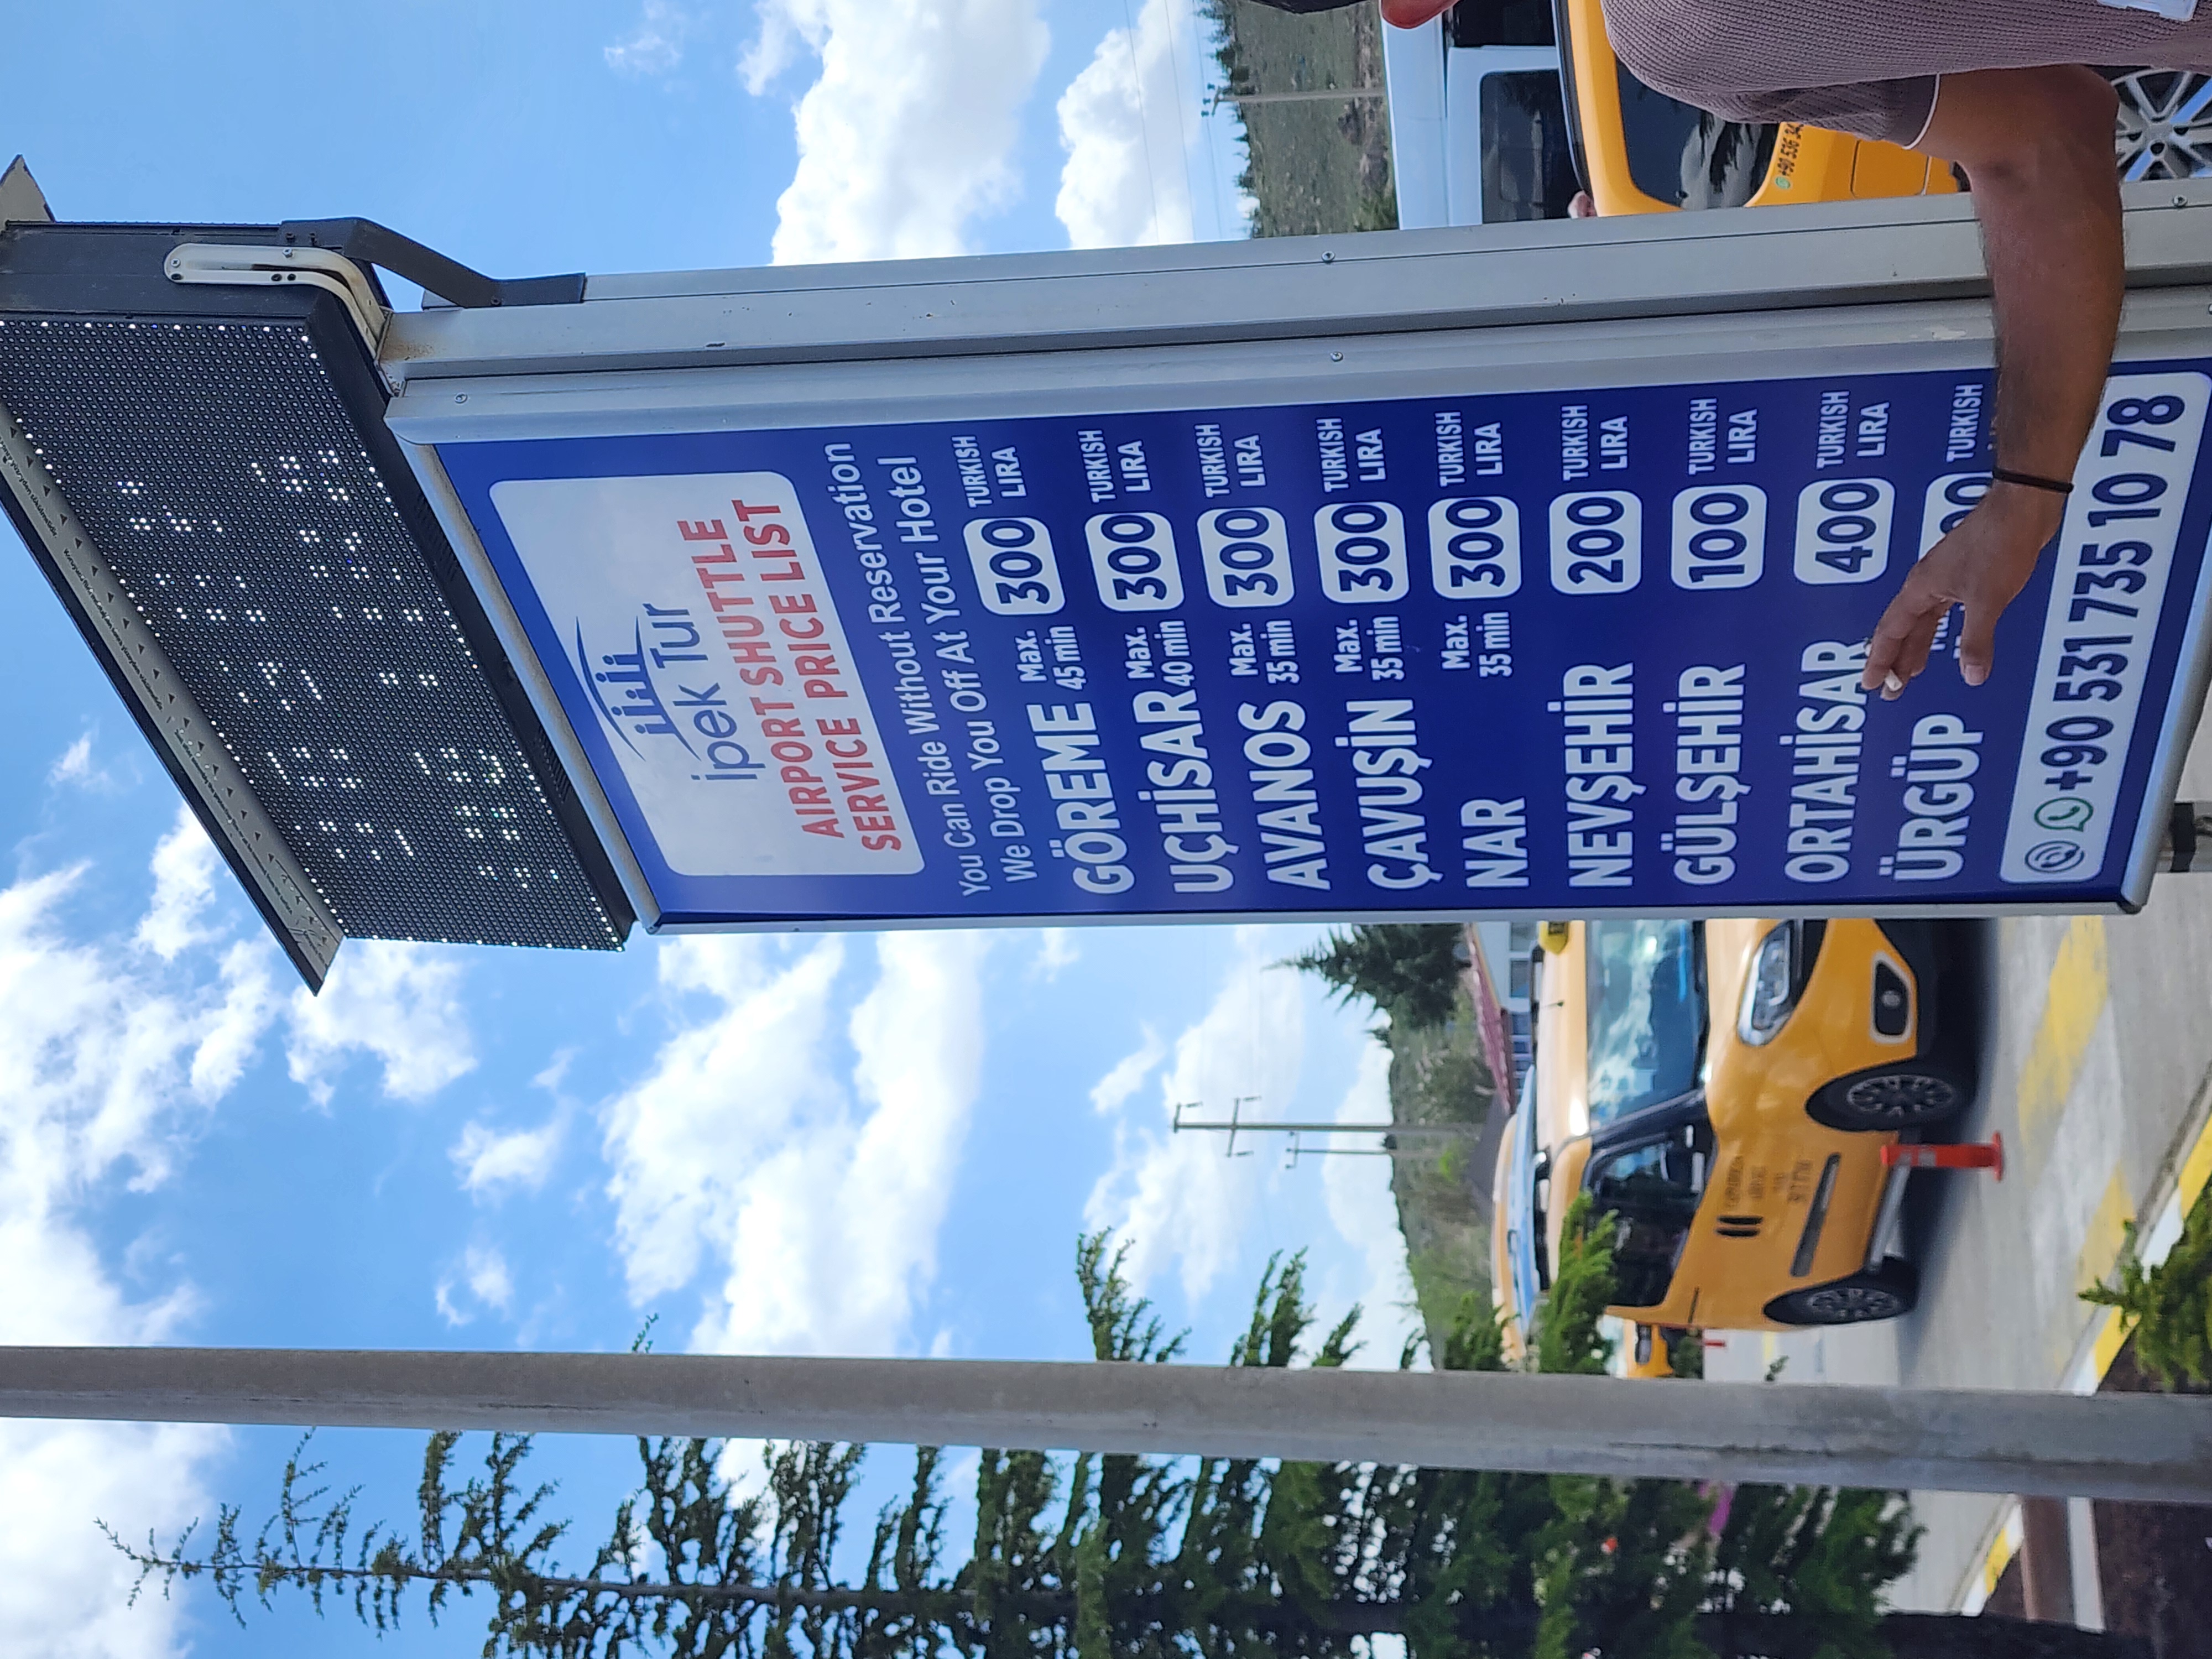 ipek Tur
AIRPORT SHUTTLE
SERVICE PRICE LIST
You Can Ride Without Reservation
We Drop You Off At Your Hotel
GÖREME Max. 45 min 300 TURKISH LIRA
UÇHİSAR Max. 40 min 300 TURKISH LIRA
AVANOS Max. 35 min 300 TURKISH LIRA
ÇAVUŞİN Max. 35 min 300 TURKISH LIRA
NAR Max. 35 min 300 TURKISH LIRA
NEVŞEHİR 200 TURKISH LIRA
GÜLŞEHİR 100 TURKISH LIRA
ORTAHİSAR 400 TURKISH LIRA
ÜRGÜP TURKISH
+90 531 735 10 78